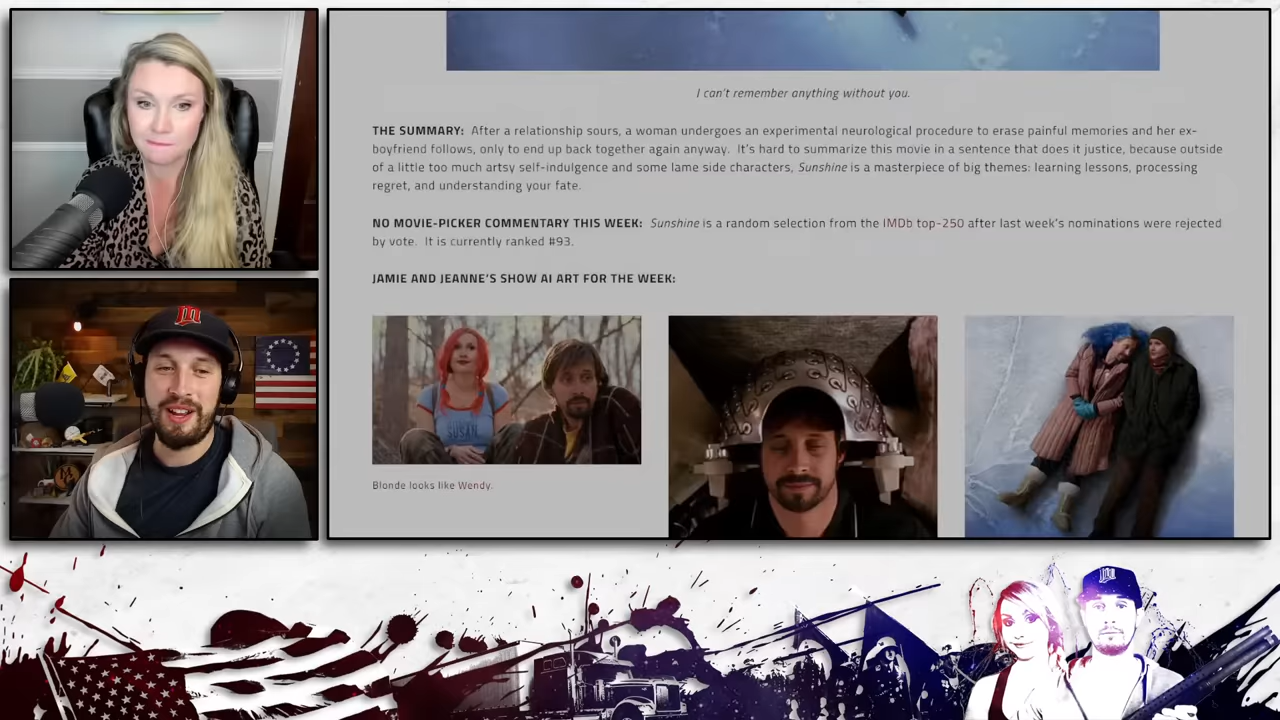 I can't remember anything without you.
THE SUMMARY: After a relationship sours, a woman undergoes an experimental neurological procedure to erase painful memories and her ex-
boyfriend follows, only to end up back together again anyway. It's hard to summarize this movie in a sentence that does it justice, because outside
of a little too much artsy self-indulgence and some lame side characters, Sunshine is a masterpiece of big themes: learning lessons, processing
regret, and understanding your fate.
NO MOVIE-PICKER COMMENTARY THIS WEEK: Sunshine is a random selection from the IMDb top-250 after last week's nominations were rejected
by vote. It is currently ranked #93.
JAMIE AND JEANNE'S SHOW AI ART FOR THE WEEK:
SUSAN
Blonde looks like Wendy.